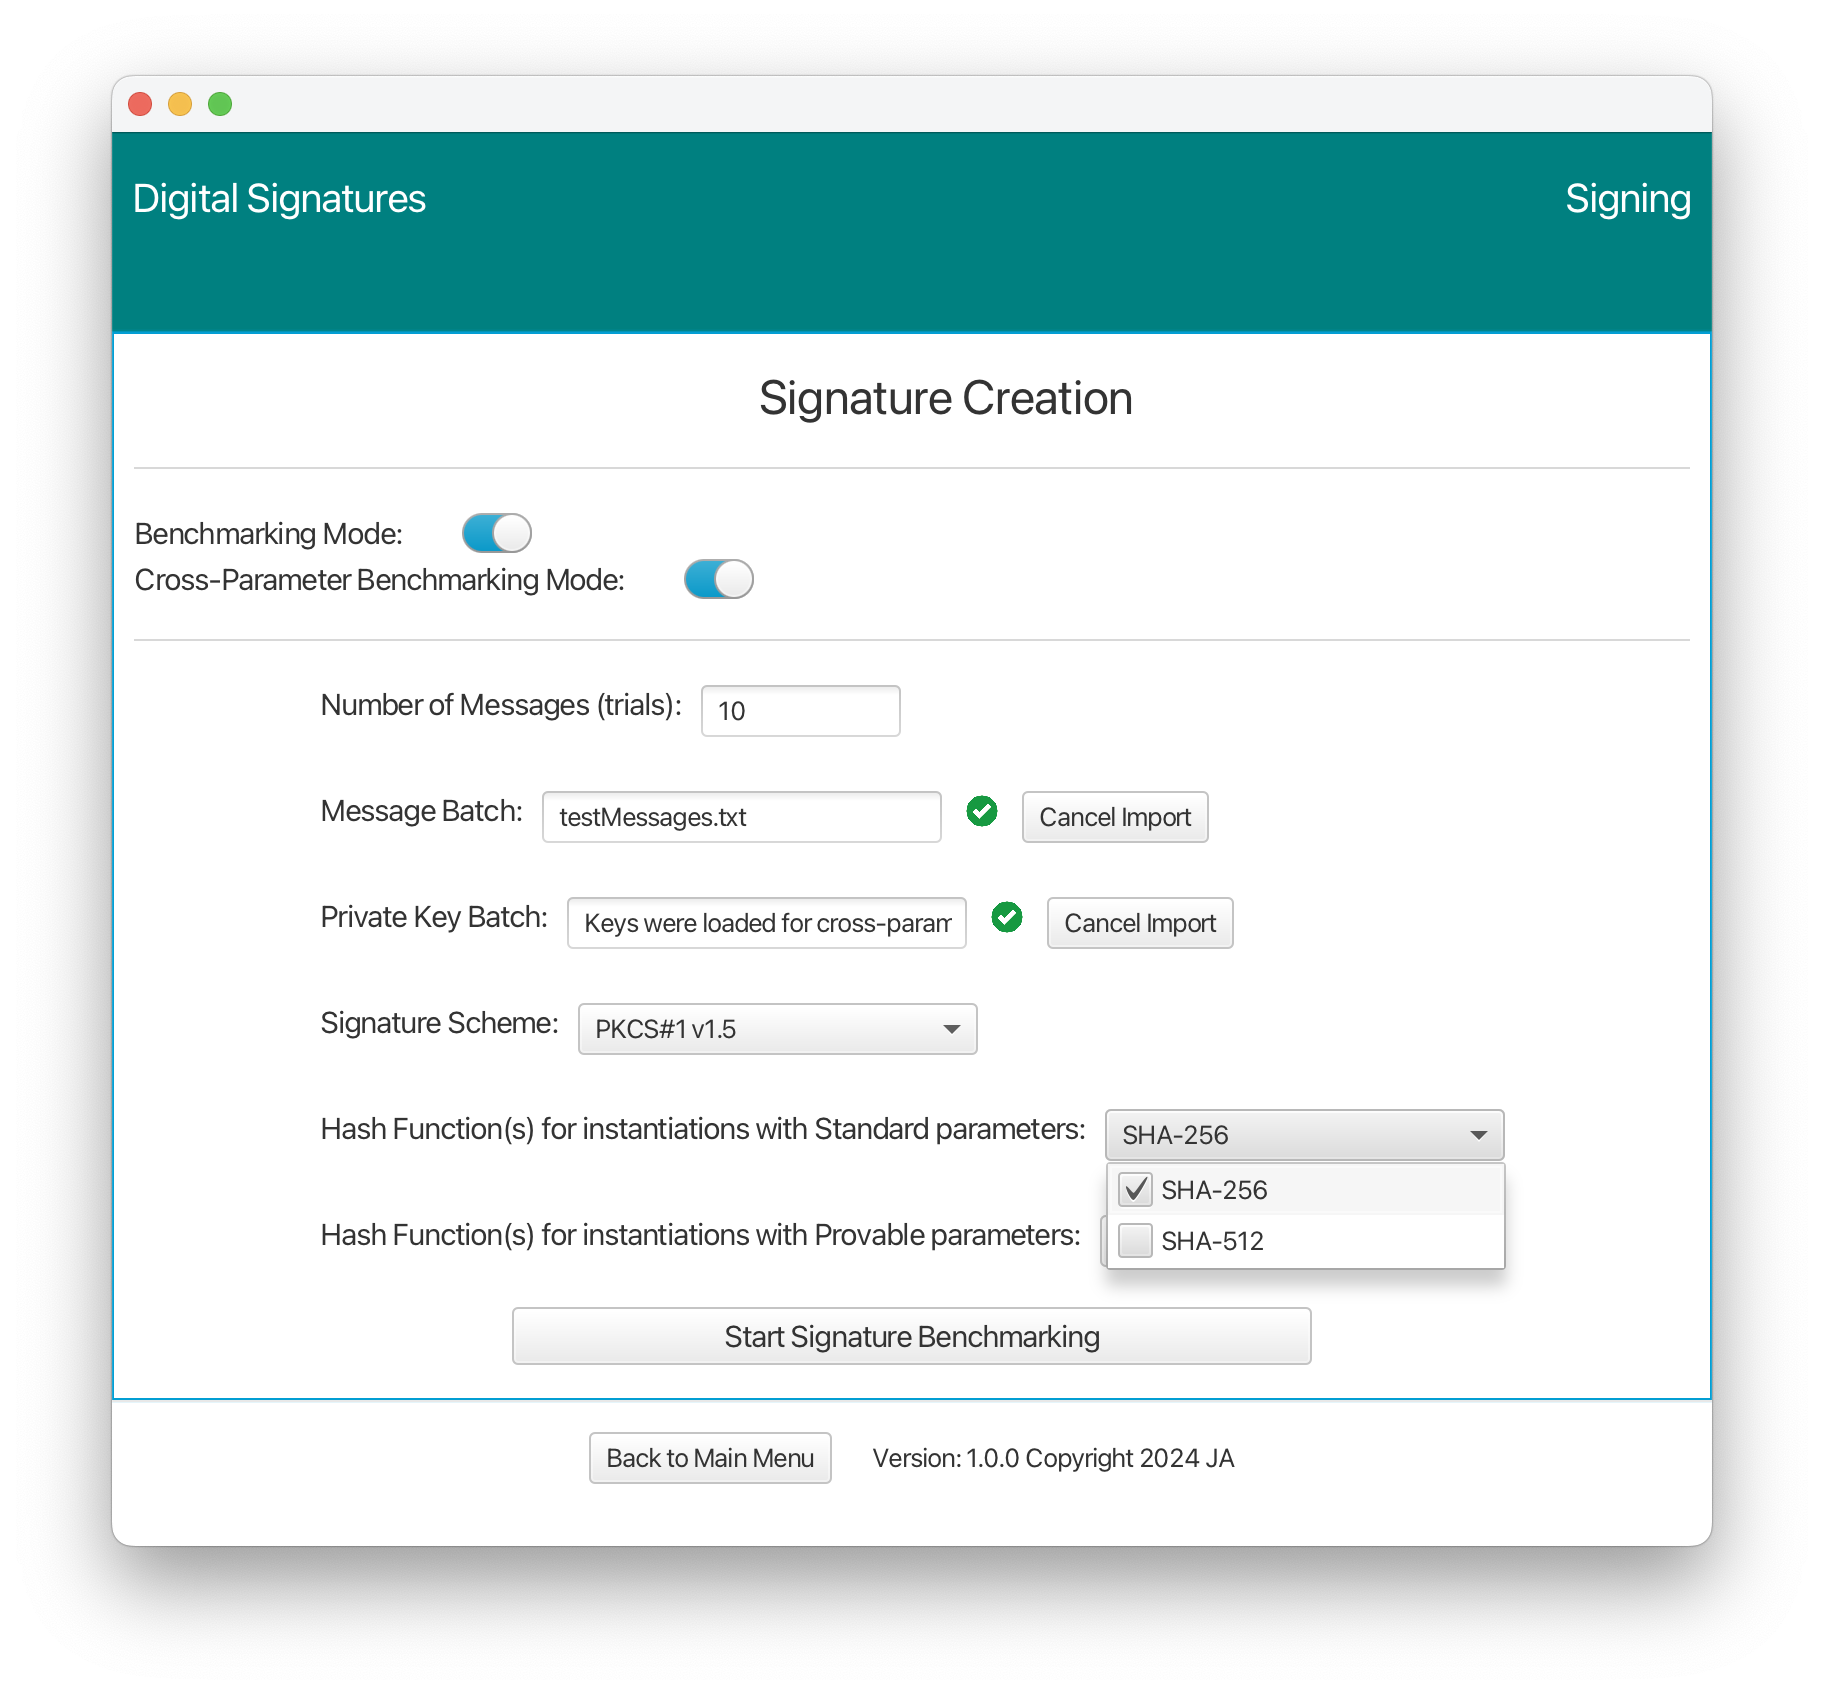 Digital Signatures
Signing
Signature Creation
Benchmarking Mode:
Cross-Parameter Benchmarking Mode:
Number of Messages (trials): 10
Message Batch: testMessages.txt Cancel Import
Private Key Batch: Keys were loaded for cross-param Cancel Import
Signature Scheme: PKCS#1 v1.5
Hash Function(s) for instantiations with Standard parameters: SHA-256
SHA-256
Hash Function(s) for instantiations with Provable parameters:
SHA-512
Start Signature Benchmarking
Back to Main Menu Version: 1.0.0 Copyright 2024 JA